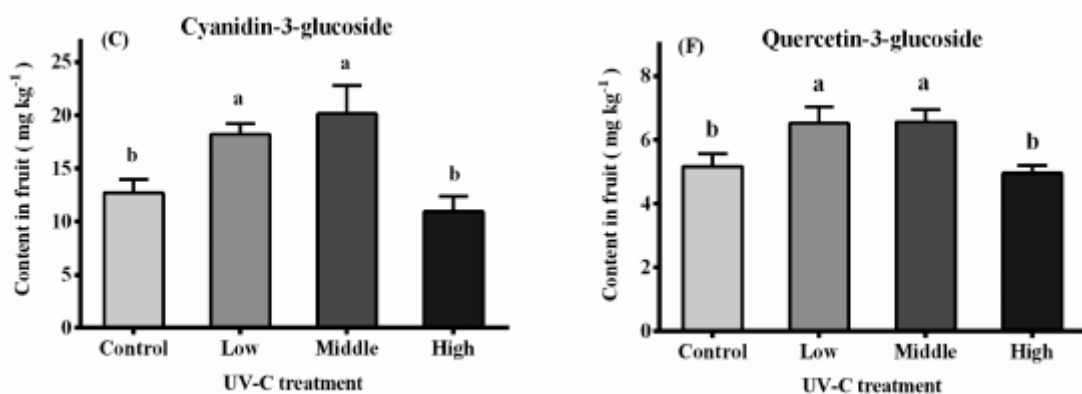 (C)
Cyanidin-3-glucoside
Content in fruit ( mg kg⁻¹ )
25
20
15
10
5
0
b
a
a
b
Control
Low
Middle
High
UV-C treatment
(F)
Quercetin-3-glucoside
Content in fruit ( mg kg⁻¹ )
8
6
4
2
0
b
a
a
b
Control
Low
Middle
High
UV-C treatment